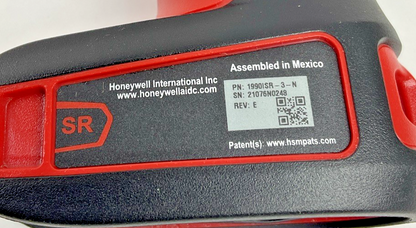 Honeywell International Inc
www.honeywellaidc.com
SR
Assembled in Mexico
PN: 1990ISR-3-N
SN: 21076N0248
REV: E
Patent(s): www.hsmpats.com